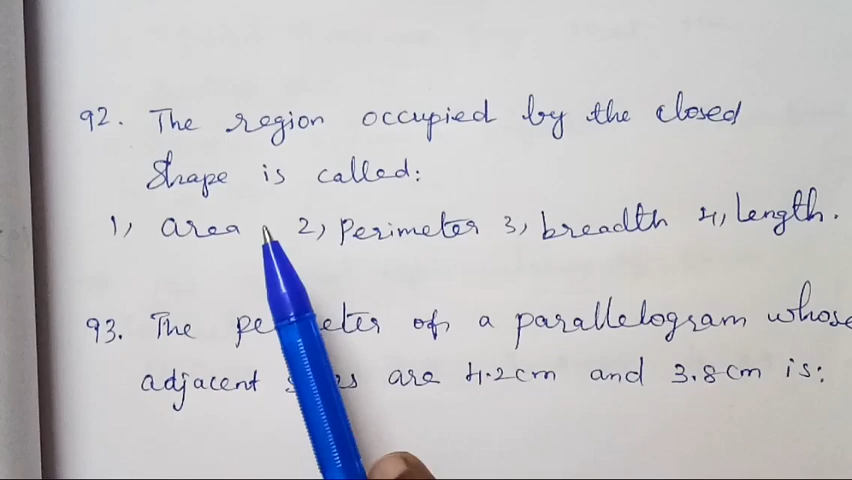 92. The region occupied by the closed
shape is called:
1, area 2, perimeter 3, breadth 4, length.
93. The of a parallelogram whose
adjacent are 4.2cm and 3.8cm is: